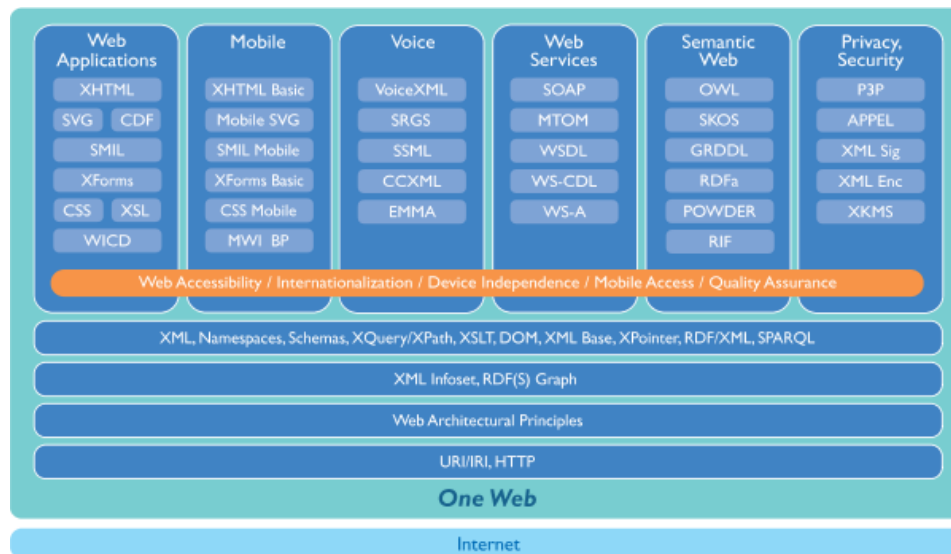 Web Applications
XHTML
SVG CDF
SMIL
XForms
CSS XSL
WICD
Mobile
XHTML Basic
Mobile SVG
SMIL Mobile
XForms Basic
CSS Mobile
MWI BP
Voice
VoiceXML
SRGS
SSML
CCXML
EMMA
Web Services
SOAP
MTOM
WSDL
WS-CDL
WS-A
Semantic Web
OWL
SKOS
GRDDL
RDFa
POWDER
RIF
Privacy, Security
P3P
APPEL
XML Sig
XML Enc
XKMS
Web Accessibility / Internationalization / Device Independence / Mobile Access / Quality Assurance
XML, Namespaces, Schemas, XQuery/XPath, XSLT, DOM, XML Base, XPointer, RDF/XML, SPARQL
XML Infoset, RDF(S) Graph
Web Architectural Principles
URI/IRI, HTTP
One Web
Internet